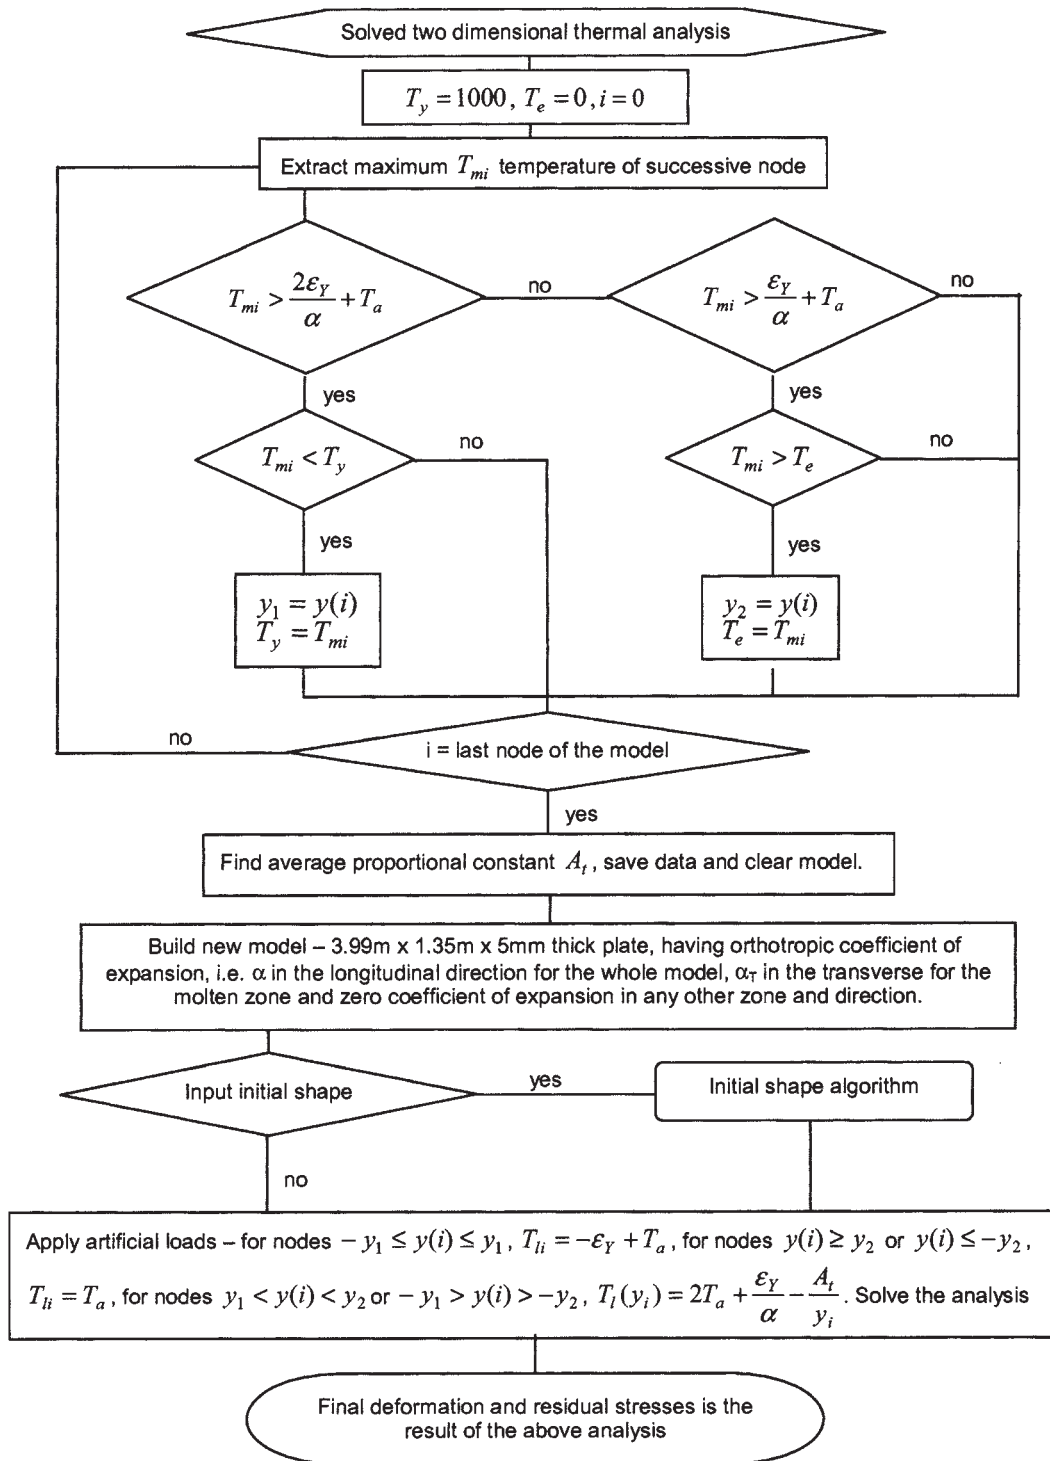 Solved two dimensional thermal analysis
T_y = 1000, T_e = 0, i = 0
Extract maximum T_mi temperature of successive node
T_mi > 2ε_Y/α + T_a
no
T_mi > ε_Y/α + T_a
no
yes
yes
T_mi < T_y
no
T_mi > T_e
no
yes
yes
y_1 = y(i)
T_y = T_mi
y_2 = y(i)
T_e = T_mi
no
i = last node of the model
yes
Find average proportional constant A_t, save data and clear model.
Build new model – 3.99m x 1.35m x 5mm thick plate, having orthotropic coefficient of
expansion, i.e. α in the longitudinal direction for the whole model, α_T in the transverse for the
molten zone and zero coefficient of expansion in any other zone and direction.
Input initial shape
yes
Initial shape algorithm
no
Apply artificial loads – for nodes − y_1 ≤ y(i) ≤ y_1, T_li = −ε_Y + T_a, for nodes y(i) ≥ y_2 or y(i) ≤ −y_2,
T_li = T_a, for nodes y_1 < y(i) < y_2 or − y_1 > y(i) > −y_2, T_l(y_i) = 2T_a + ε_Y/α − A_t/y_i. Solve the analysis
Final deformation and residual stresses is the
result of the above analysis